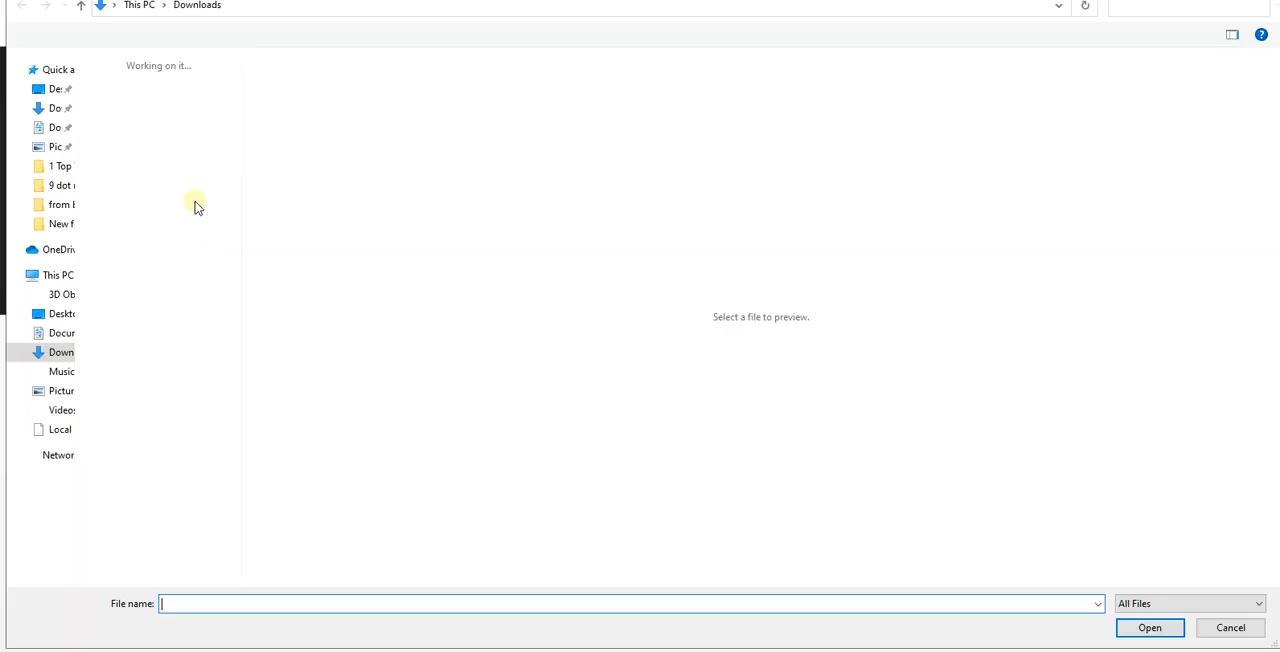 This PC > Downloads
Working on it...
Quick a
De:
Do
Do
Pic
1 Top
9 dot
from
New f
OneDriv
This PC
3D Ob
Deskto
Docur
Down
Music
Pictur
Videos
Local
Networ
Select a file to preview.
File name:
All Files
Open
Cancel